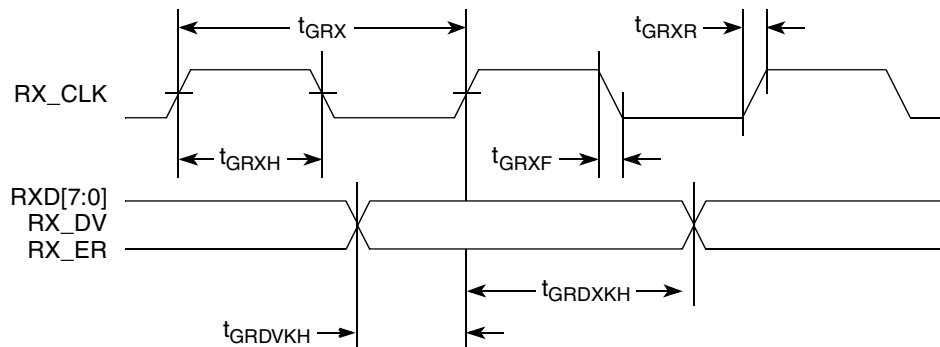 tGRX
tGRXR
RX_CLK
tGRXH
tGRXF
RXD[7:0]
RX_DV
RX_ER
tGRDXKH
tGRDVKH